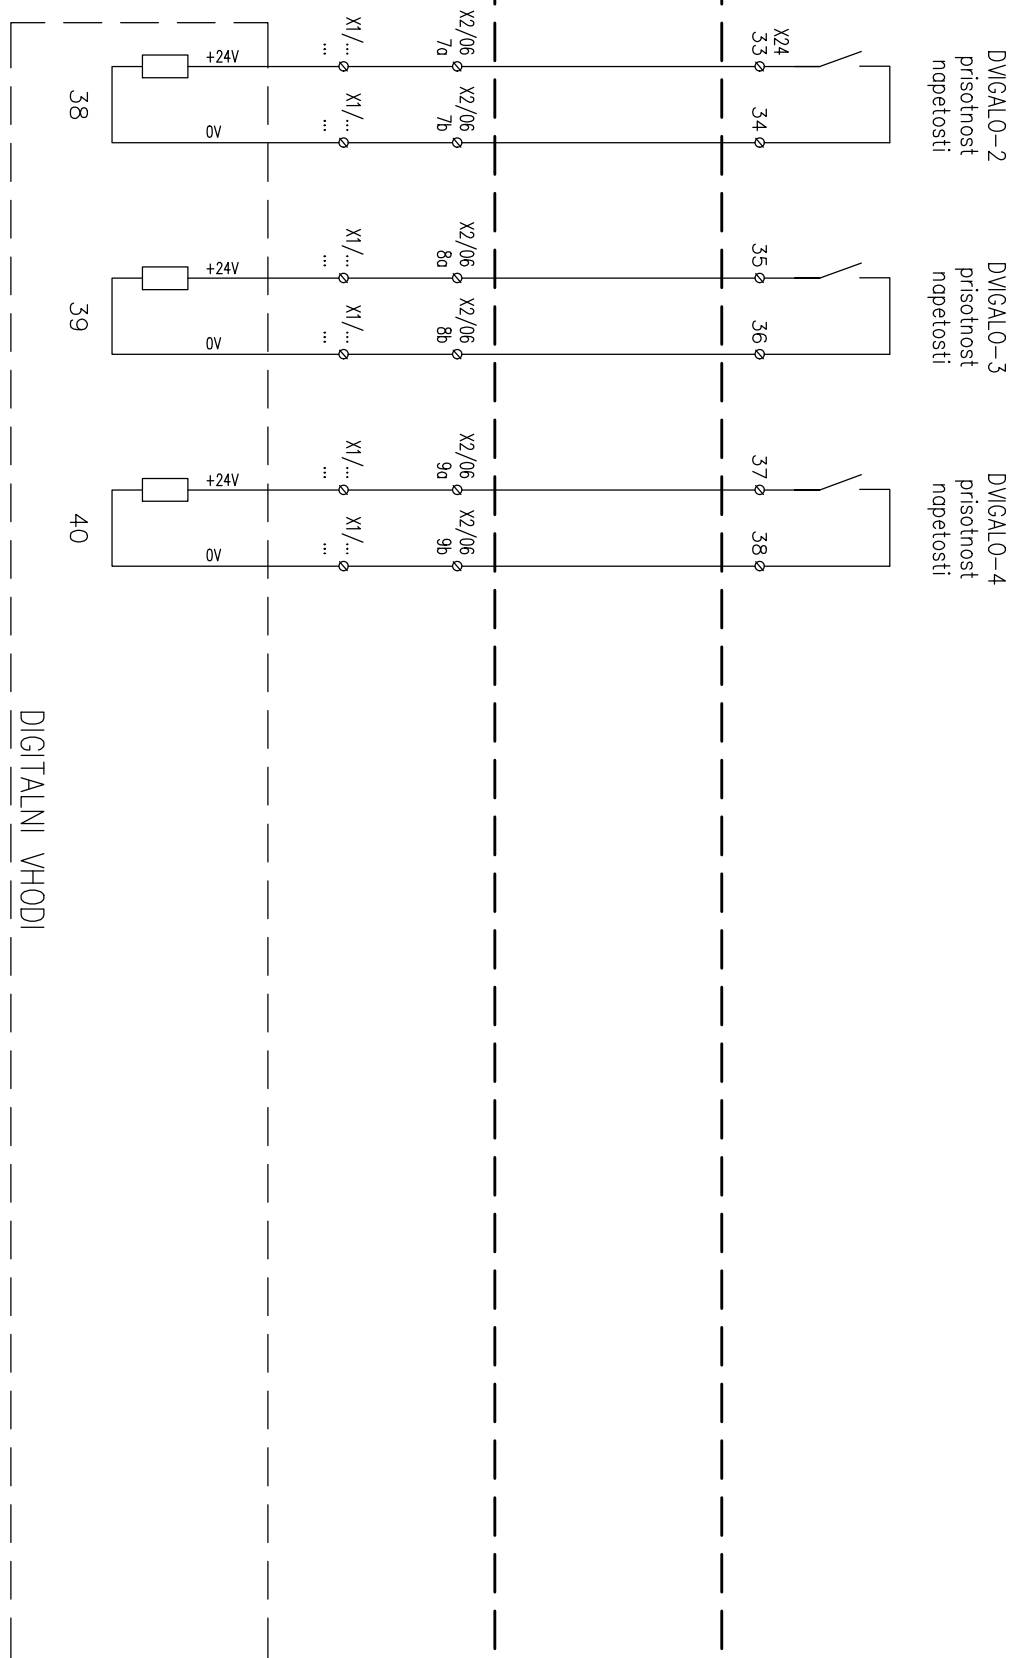 DVIGALO-2
prisotnost
napetosti
X24
33
34
X2/06
7a
X2/06
7b
X1/...
...
X1/...
...
+24V
0V
38
DVIGALO-3
prisotnost
napetosti
35
36
X2/06
8a
X2/06
8b
X1/...
...
X1/...
...
+24V
0V
39
DVIGALO-4
prisotnost
napetosti
37
38
X2/06
9a
X2/06
9b
X1/...
...
X1/...
...
+24V
0V
40
DIGITALNI VHODI